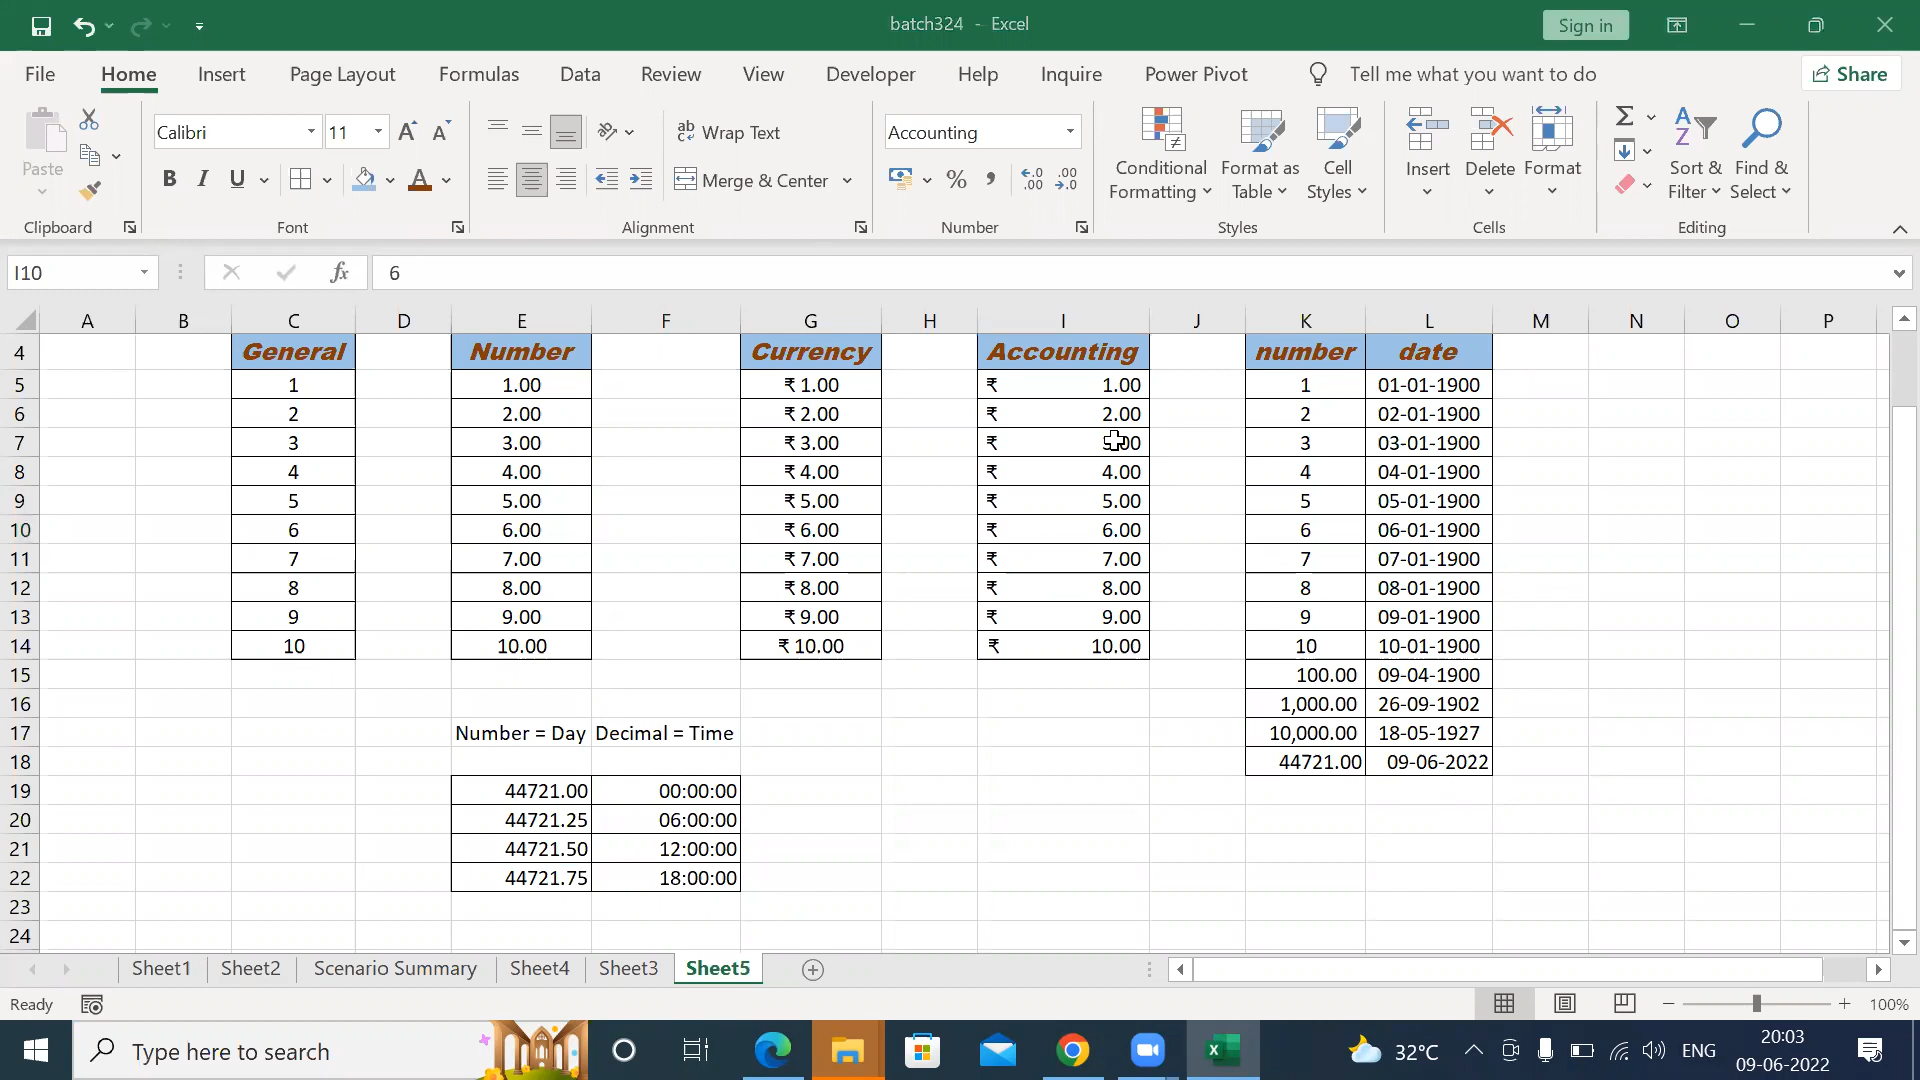 batch324 - Excel
Sign in
File Home Insert Page Layout Formulas Data Review View Developer Help Inquire Power Pivot Tell me what you want to do Share
Paste
Calibri 11
B I U
ab Wrap Text
Merge & Center
Accounting
% , .00 .00
Conditional Formatting
Format as Table
Cell Styles
Insert Delete Format
Sort & Filter
Find & Select
Clipboard Font Alignment Number Styles Cells Editing
I10 fx 6
A B C D E F G H I J K L M N O P
4 General Number Currency Accounting number date
5 1 1.00 ₹ 1.00 ₹ 1.00 1 01-01-1900
6 2 2.00 ₹ 2.00 ₹ 2.00 2 02-01-1900
7 3 3.00 ₹ 3.00 ₹ 3 03-01-1900
8 4 4.00 ₹ 4.00 ₹ 4.00 4 04-01-1900
9 5 5.00 ₹ 5.00 ₹ 5.00 5 05-01-1900
10 6 6.00 ₹ 6.00 ₹ 6.00 6 06-01-1900
11 7 7.00 ₹ 7.00 ₹ 7.00 7 07-01-1900
12 8 8.00 ₹ 8.00 ₹ 8.00 8 08-01-1900
13 9 9.00 ₹ 9.00 ₹ 9.00 9 09-01-1900
14 10 10.00 ₹ 10.00 ₹ 10.00 10 10-01-1900
15 100.00 09-04-1900
16 1,000.00 26-09-1902
17 Number = Day Decimal = Time 10,000.00 18-05-1927
18 44721.00 09-06-2022
19 44721.00 00:00:00
20 44721.25 06:00:00
21 44721.50 12:00:00
22 44721.75 18:00:00
23
24
Sheet1 Sheet2 Scenario Summary Sheet4 Sheet3 Sheet5
Ready 100%
Type here to search
32°C ENG
20:03
09-06-2022